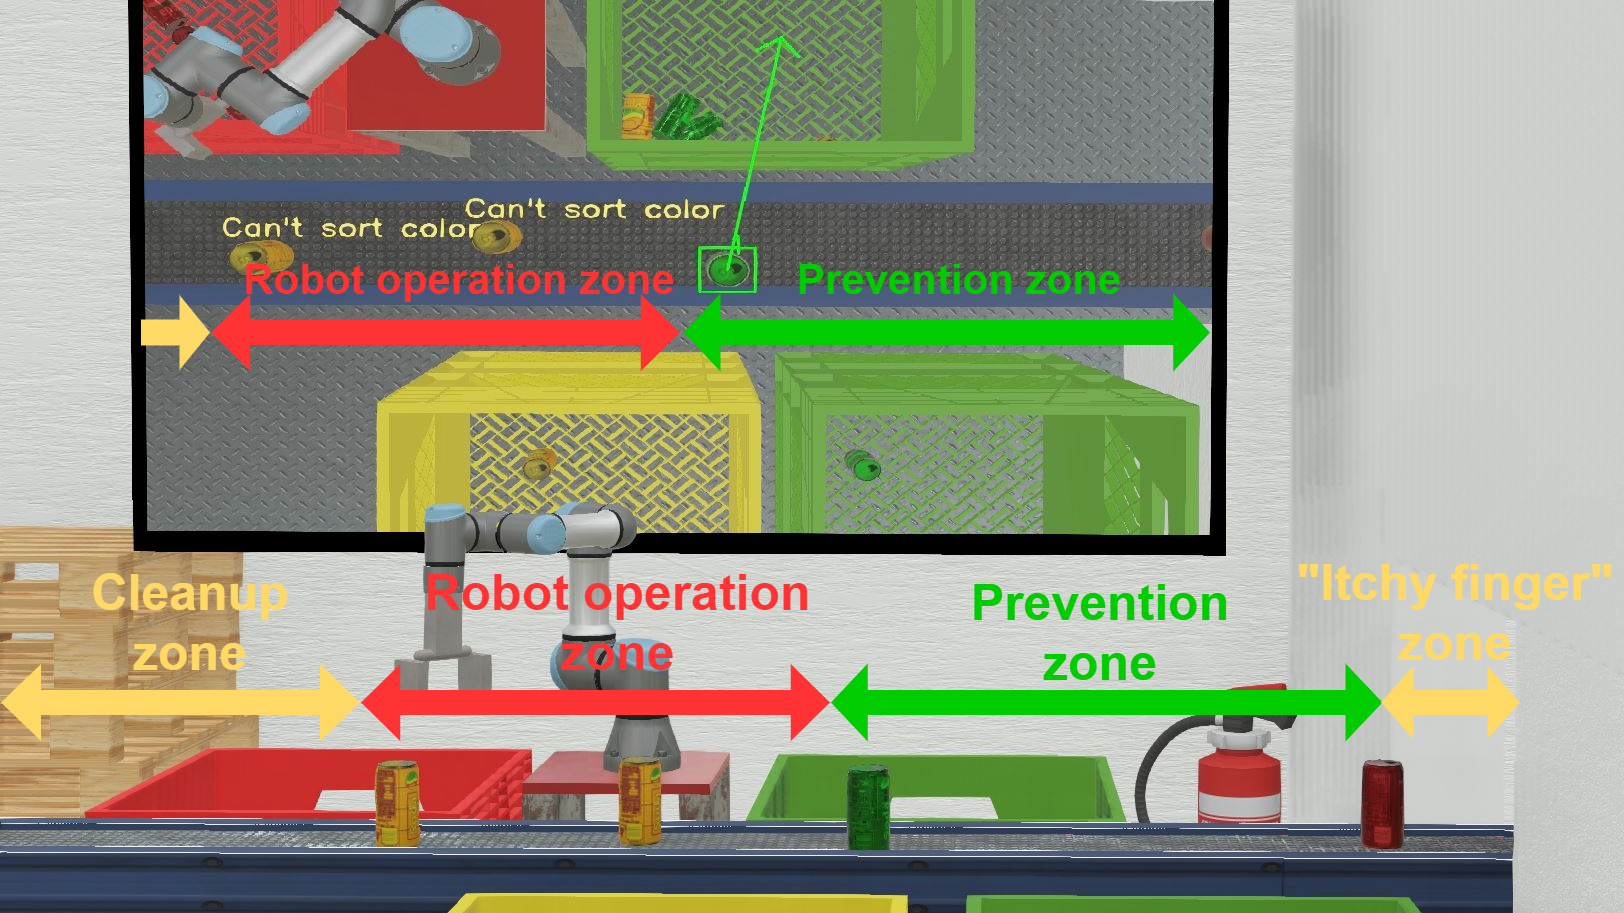 Can't sort color
Can't sort color
Robot operation zone
Prevention zone
Cleanup
zone
Robot operation
zone
Prevention
zone
"Itchy finger"
zone